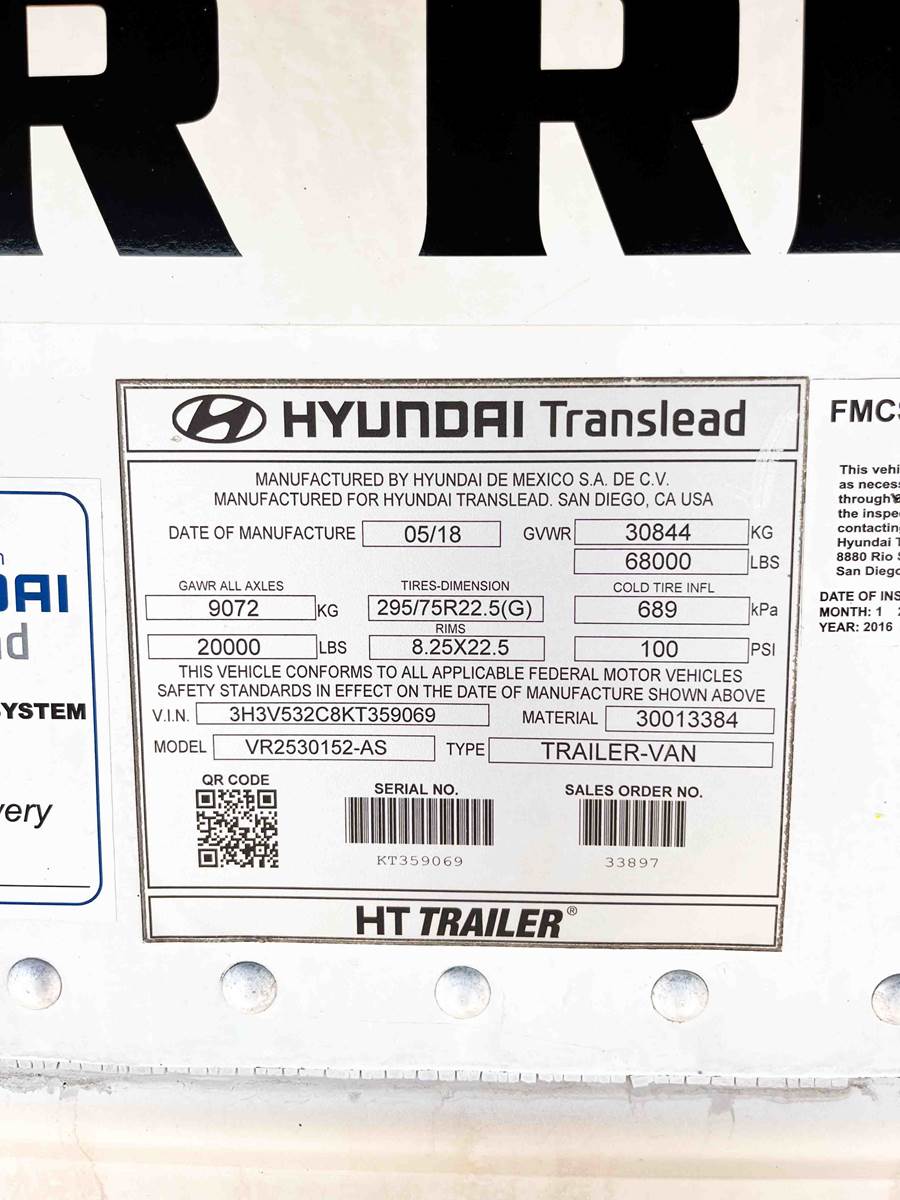 R RI
HYUNDAI Translead
MANUFACTURED BY HYUNDAI DE MEXICO S.A. DE C.V.
MANUFACTURED FOR HYUNDAI TRANSLEAD. SAN DIEGO, CA USA
DATE OF MANUFACTURE 05/18 GVWR 30844 KG
68000 LBS
GAWR ALL AXLES TIRES-DIMENSION COLD TIRE INFL
9072 KG 295/75R22.5(G) 689 kPa
RIMS
20000 LBS 8.25X22.5 100 PSI
THIS VEHICLE CONFORMS TO ALL APPLICABLE FEDERAL MOTOR VEHICLES
SAFETY STANDARDS IN EFFECT ON THE DATE OF MANUFACTURE SHOWN ABOVE
V.I.N. 3H3V532C8KT359069 MATERIAL 30013384
MODEL VR2530152-AS TYPE TRAILER-VAN
QR CODE SERIAL NO. SALES ORDER NO.
KT359069 33897
HT TRAILER®
DAI
d
SYSTEM
very
FMCS
This vehi
as neces
through
the inspe
contacting
Hyundai T
8880 Rio S
San Diego
DATE OF INS
MONTH: 1 2
YEAR: 2016